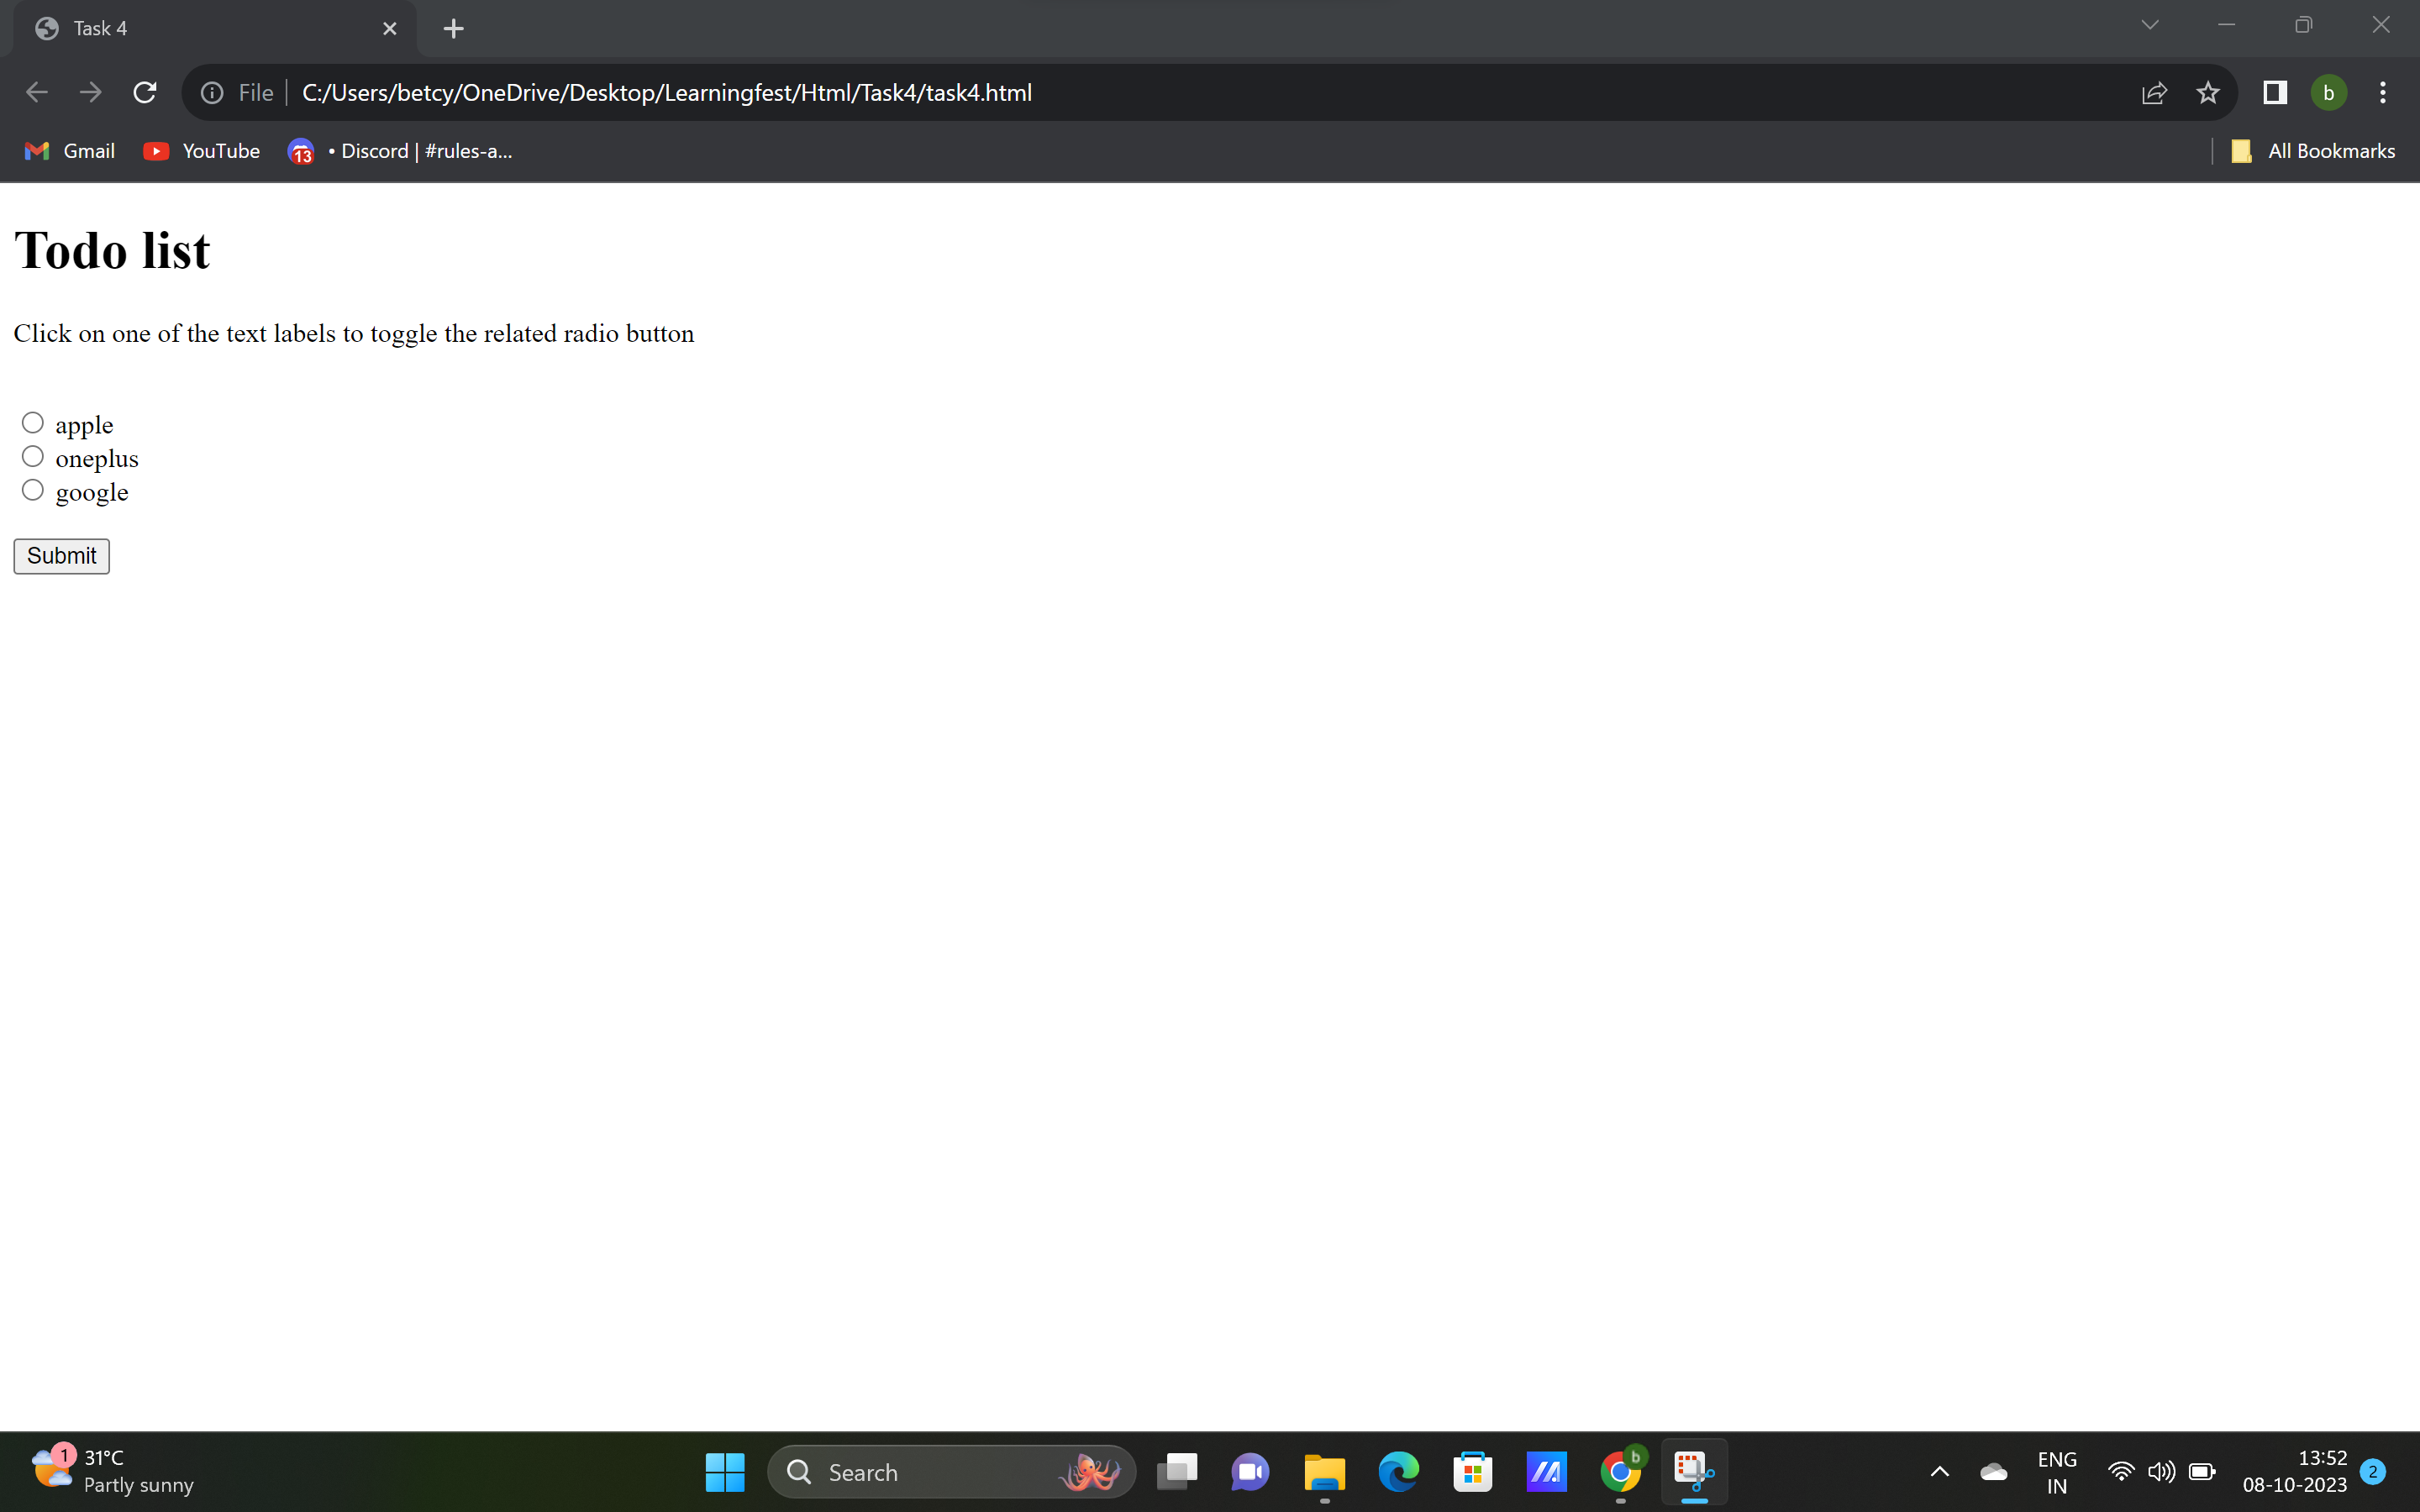 Task 4
File C:/Users/betcy/OneDrive/Desktop/Learningfest/Html/Task4/task4.html b
Gmail YouTube 13 • Discord | #rules-a... All Bookmarks
Todo list
Click on one of the text labels to toggle the related radio button
apple
oneplus
google
Submit
1 31°C
Partly sunny
Search
b
ENG
IN
13:52
08-10-2023
2